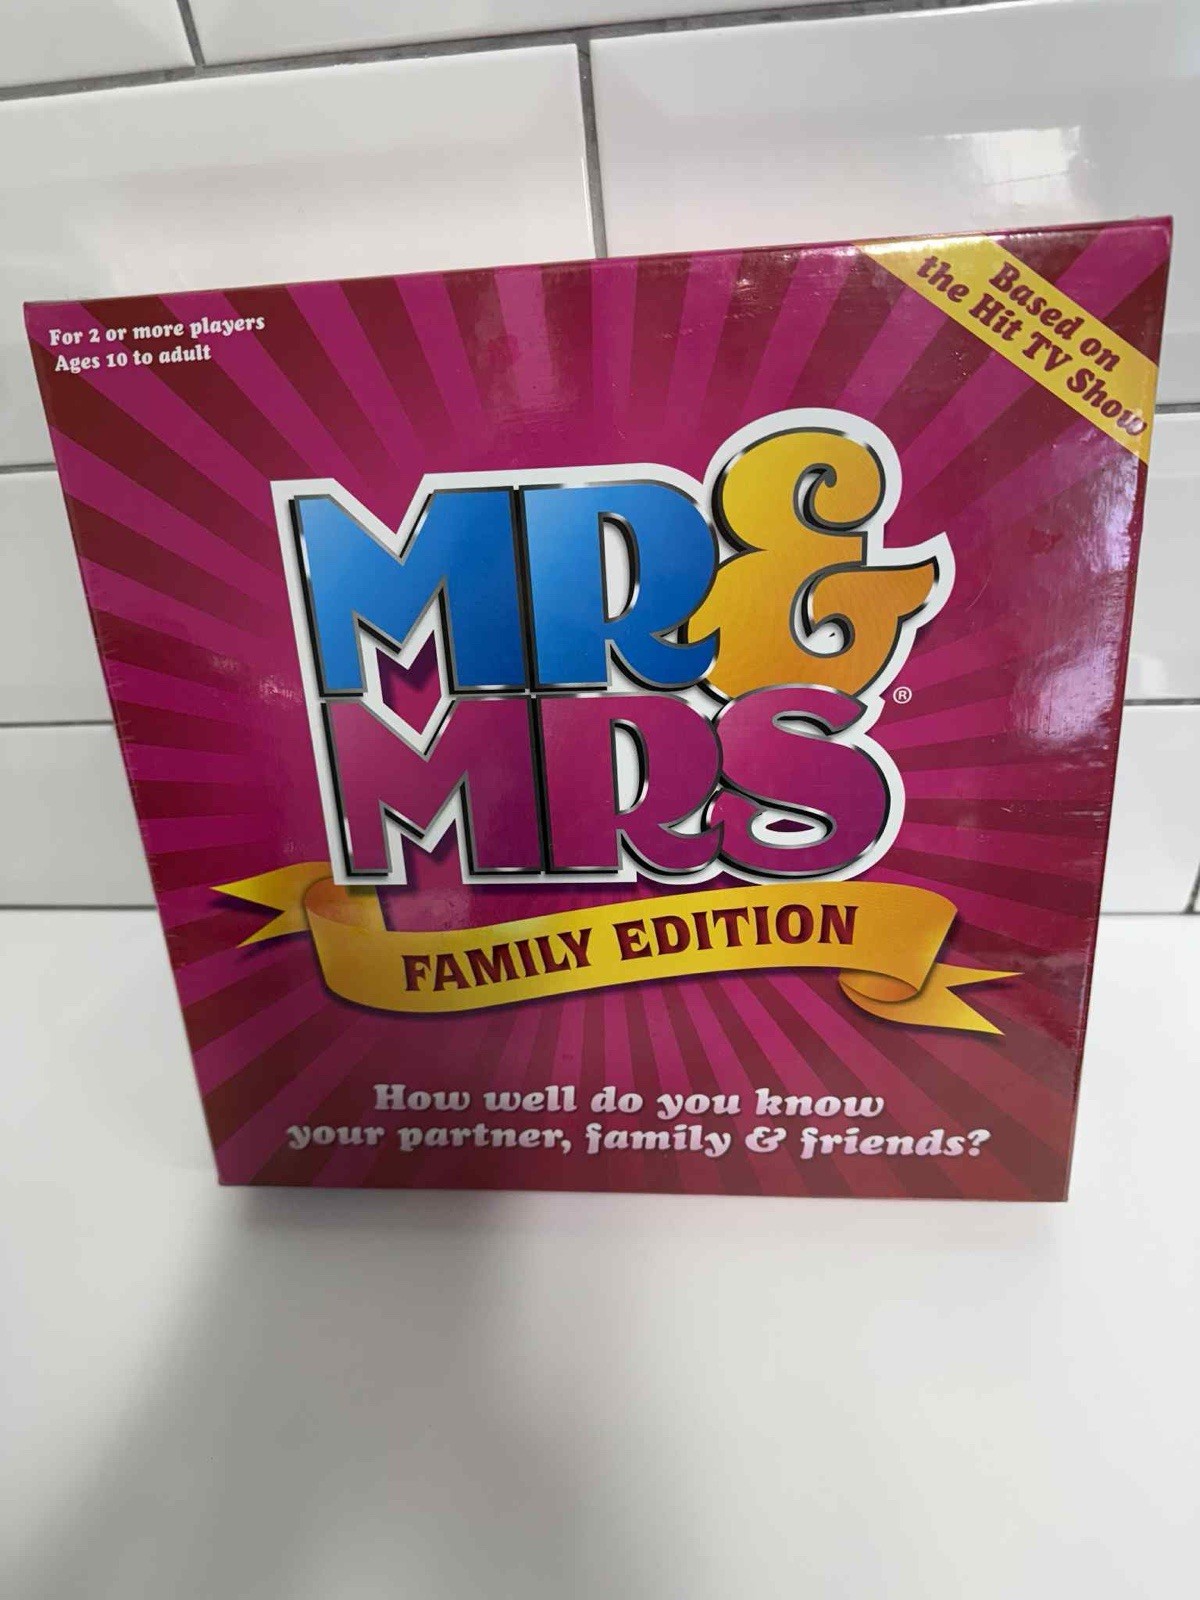 For 2 or more players
Ages 10 to adult
Based on
the Hit TV Show
MR&
MRS®
FAMILY EDITION
How well do you know
your partner, family & friends?